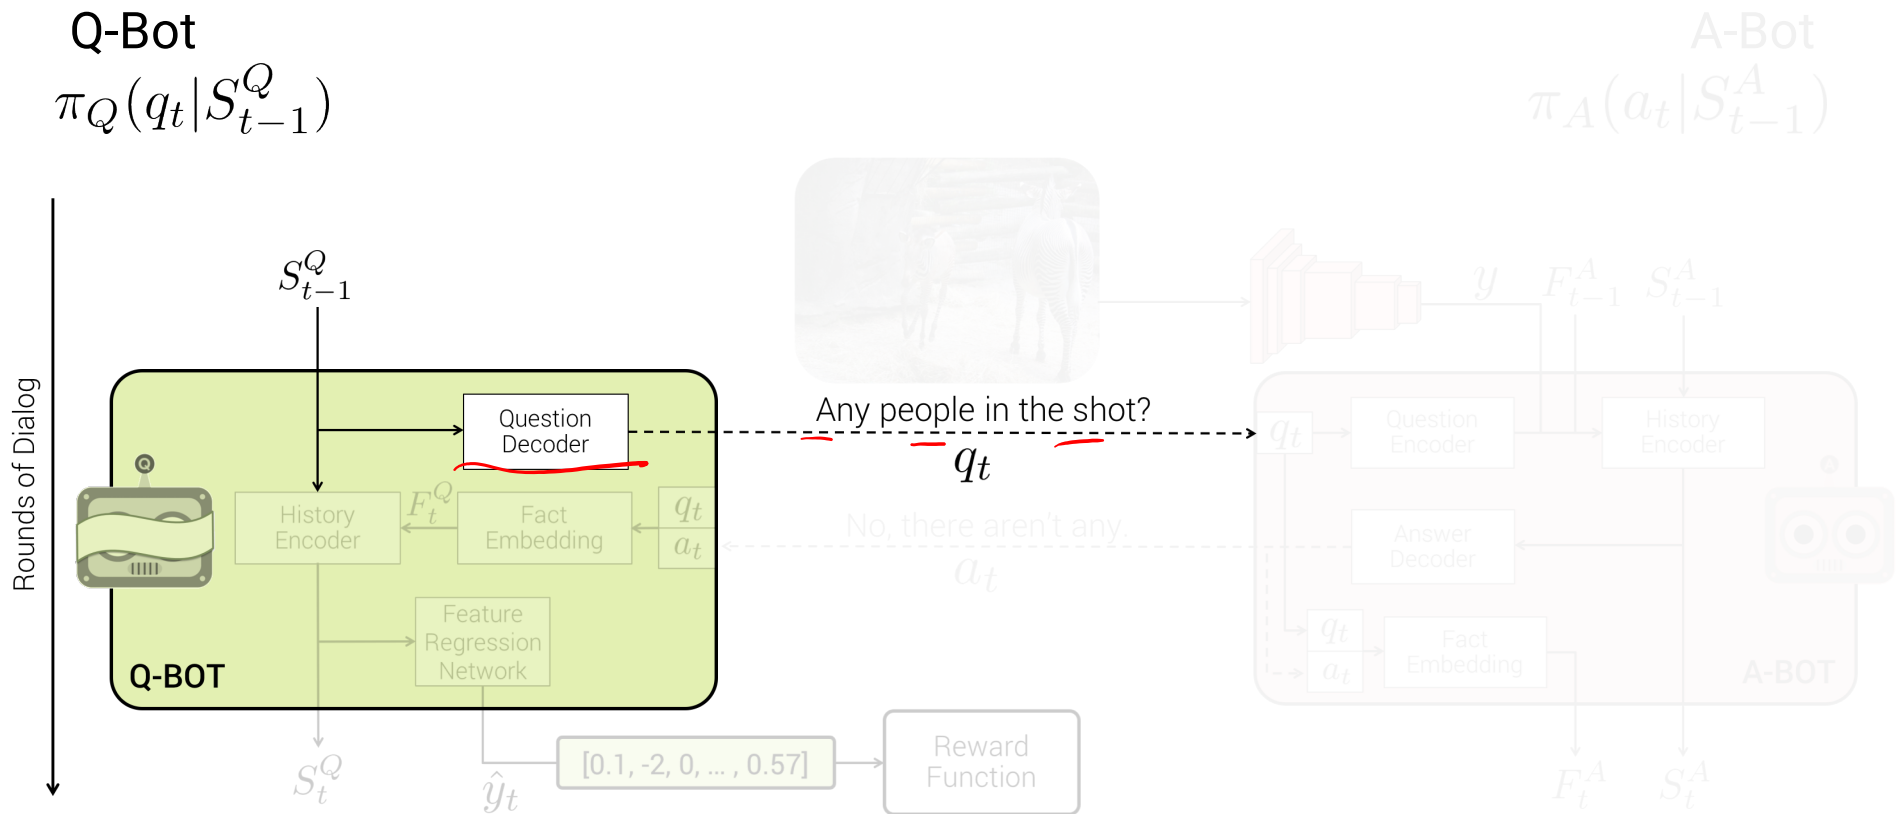 Q-Bot
A-Bot
π_Q(q_t|S^Q_{t-1})
π_A(a_t|S^A_{t-1})
Rounds of Dialog
S^Q_{t-1}
y
F^A_{t-1}
S^A_{t-1}
Question
Decoder
Any people in the shot?
q_t
q_t
Question
Encoder
History
Encoder
Q
History
Encoder
F^Q_t
Fact
Embedding
q_t
a_t
No, there aren't any.
a_t
Answer
Decoder
A
Feature
Regression
Network
Q-BOT
q_t
a_t
Fact
Embedding
A-BOT
S^Q_t
ŷ_t
[0.1, -2, 0, ... , 0.57]
Reward
Function
F^A_t
S^A_t